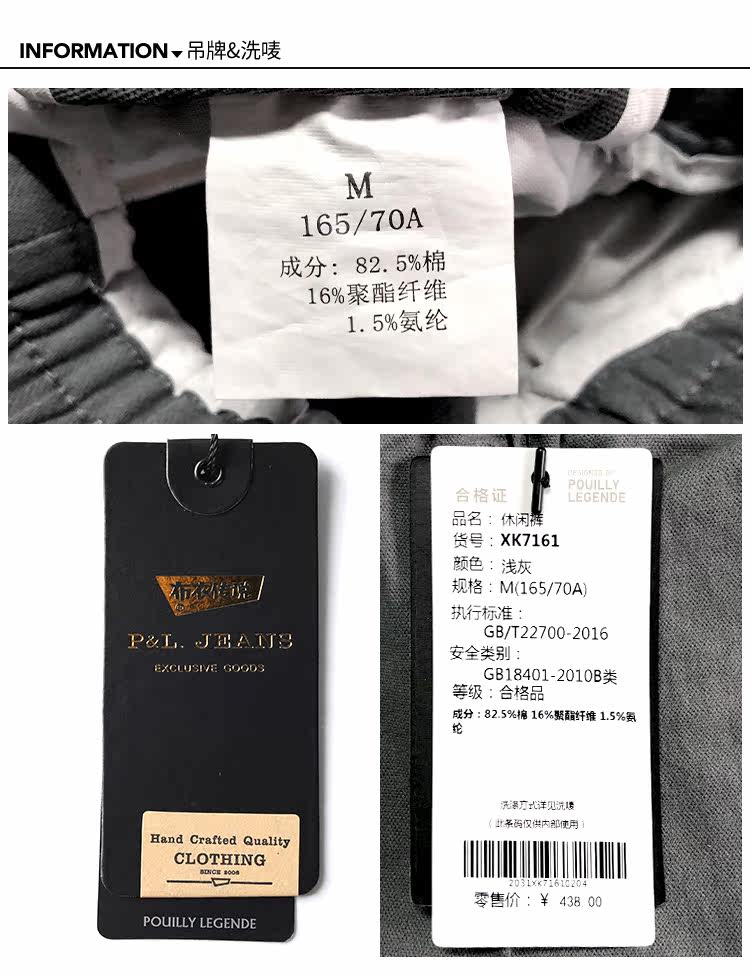 INFORMATION 吊牌&洗唛
M
165/70A
成分: 82.5%棉
16%聚酯纤维
1.5%氨纶
布衣传说
®
P&L. JEANS
EXCLUSIVE GOODS
Hand Crafted Quality
CLOTHING
SINCE 2006
POUILLY LEGENDE
DESIGNED BY
POUILLY
LEGENDE
合格证
品名: 休闲裤
货号: XK7161
颜色: 浅灰
规格: M(165/70A)
执行标准:
GB/T22700-2016
安全类别:
GB18401-2010B类
等级: 合格品
成分: 82.5%棉 16%聚酯纤维 1.5%氨
纶
洗涤方式详见洗唛
(此条码仅供内部使用)
2031XK71610204
零售价: ¥ 438.00